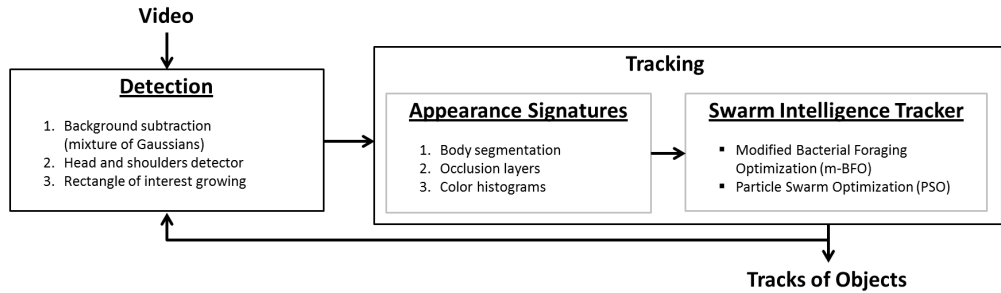 Video
Detection
1. Background subtraction
(mixture of Gaussians)
2. Head and shoulders detector
3. Rectangle of interest growing
Tracking
Appearance Signatures
1. Body segmentation
2. Occlusion layers
3. Color histograms
Swarm Intelligence Tracker
▪ Modified Bacterial Foraging
Optimization (m-BFO)
▪ Particle Swarm Optimization (PSO)
Tracks of Objects